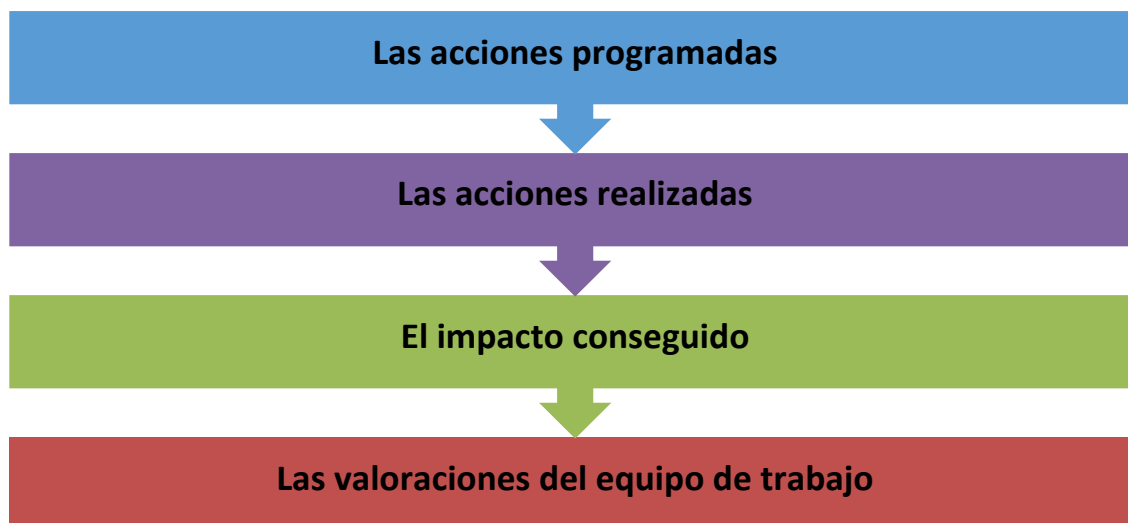 Las acciones programadas
Las acciones realizadas
El impacto conseguido
Las valoraciones del equipo de trabajo